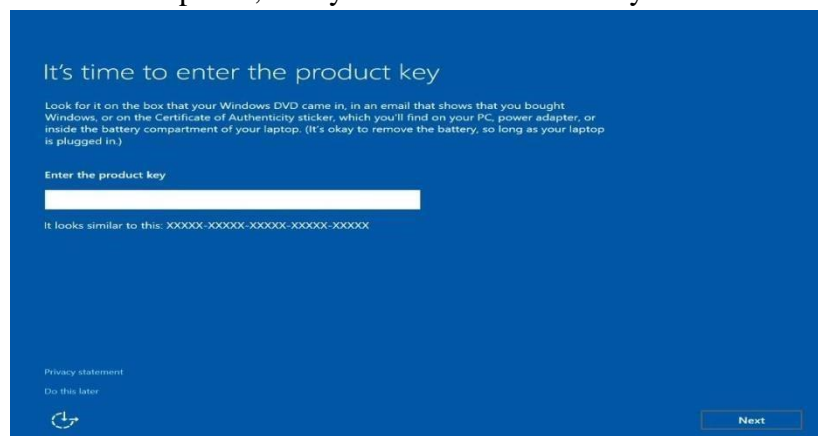 It's time to enter the product key
Look for it on the box that your Windows DVD came in, in an email that shows that you bought
Windows, or on the Certificate of Authenticity sticker, which you'll find on your PC, power adapter, or
inside the battery compartment of your laptop. (It's okay to remove the battery, so long as your laptop
is plugged in.)
Enter the product key
It looks similar to this: XXXXX-XXXXX-XXXXX-XXXXX-XXXXX
Privacy statement
Do this later
Next